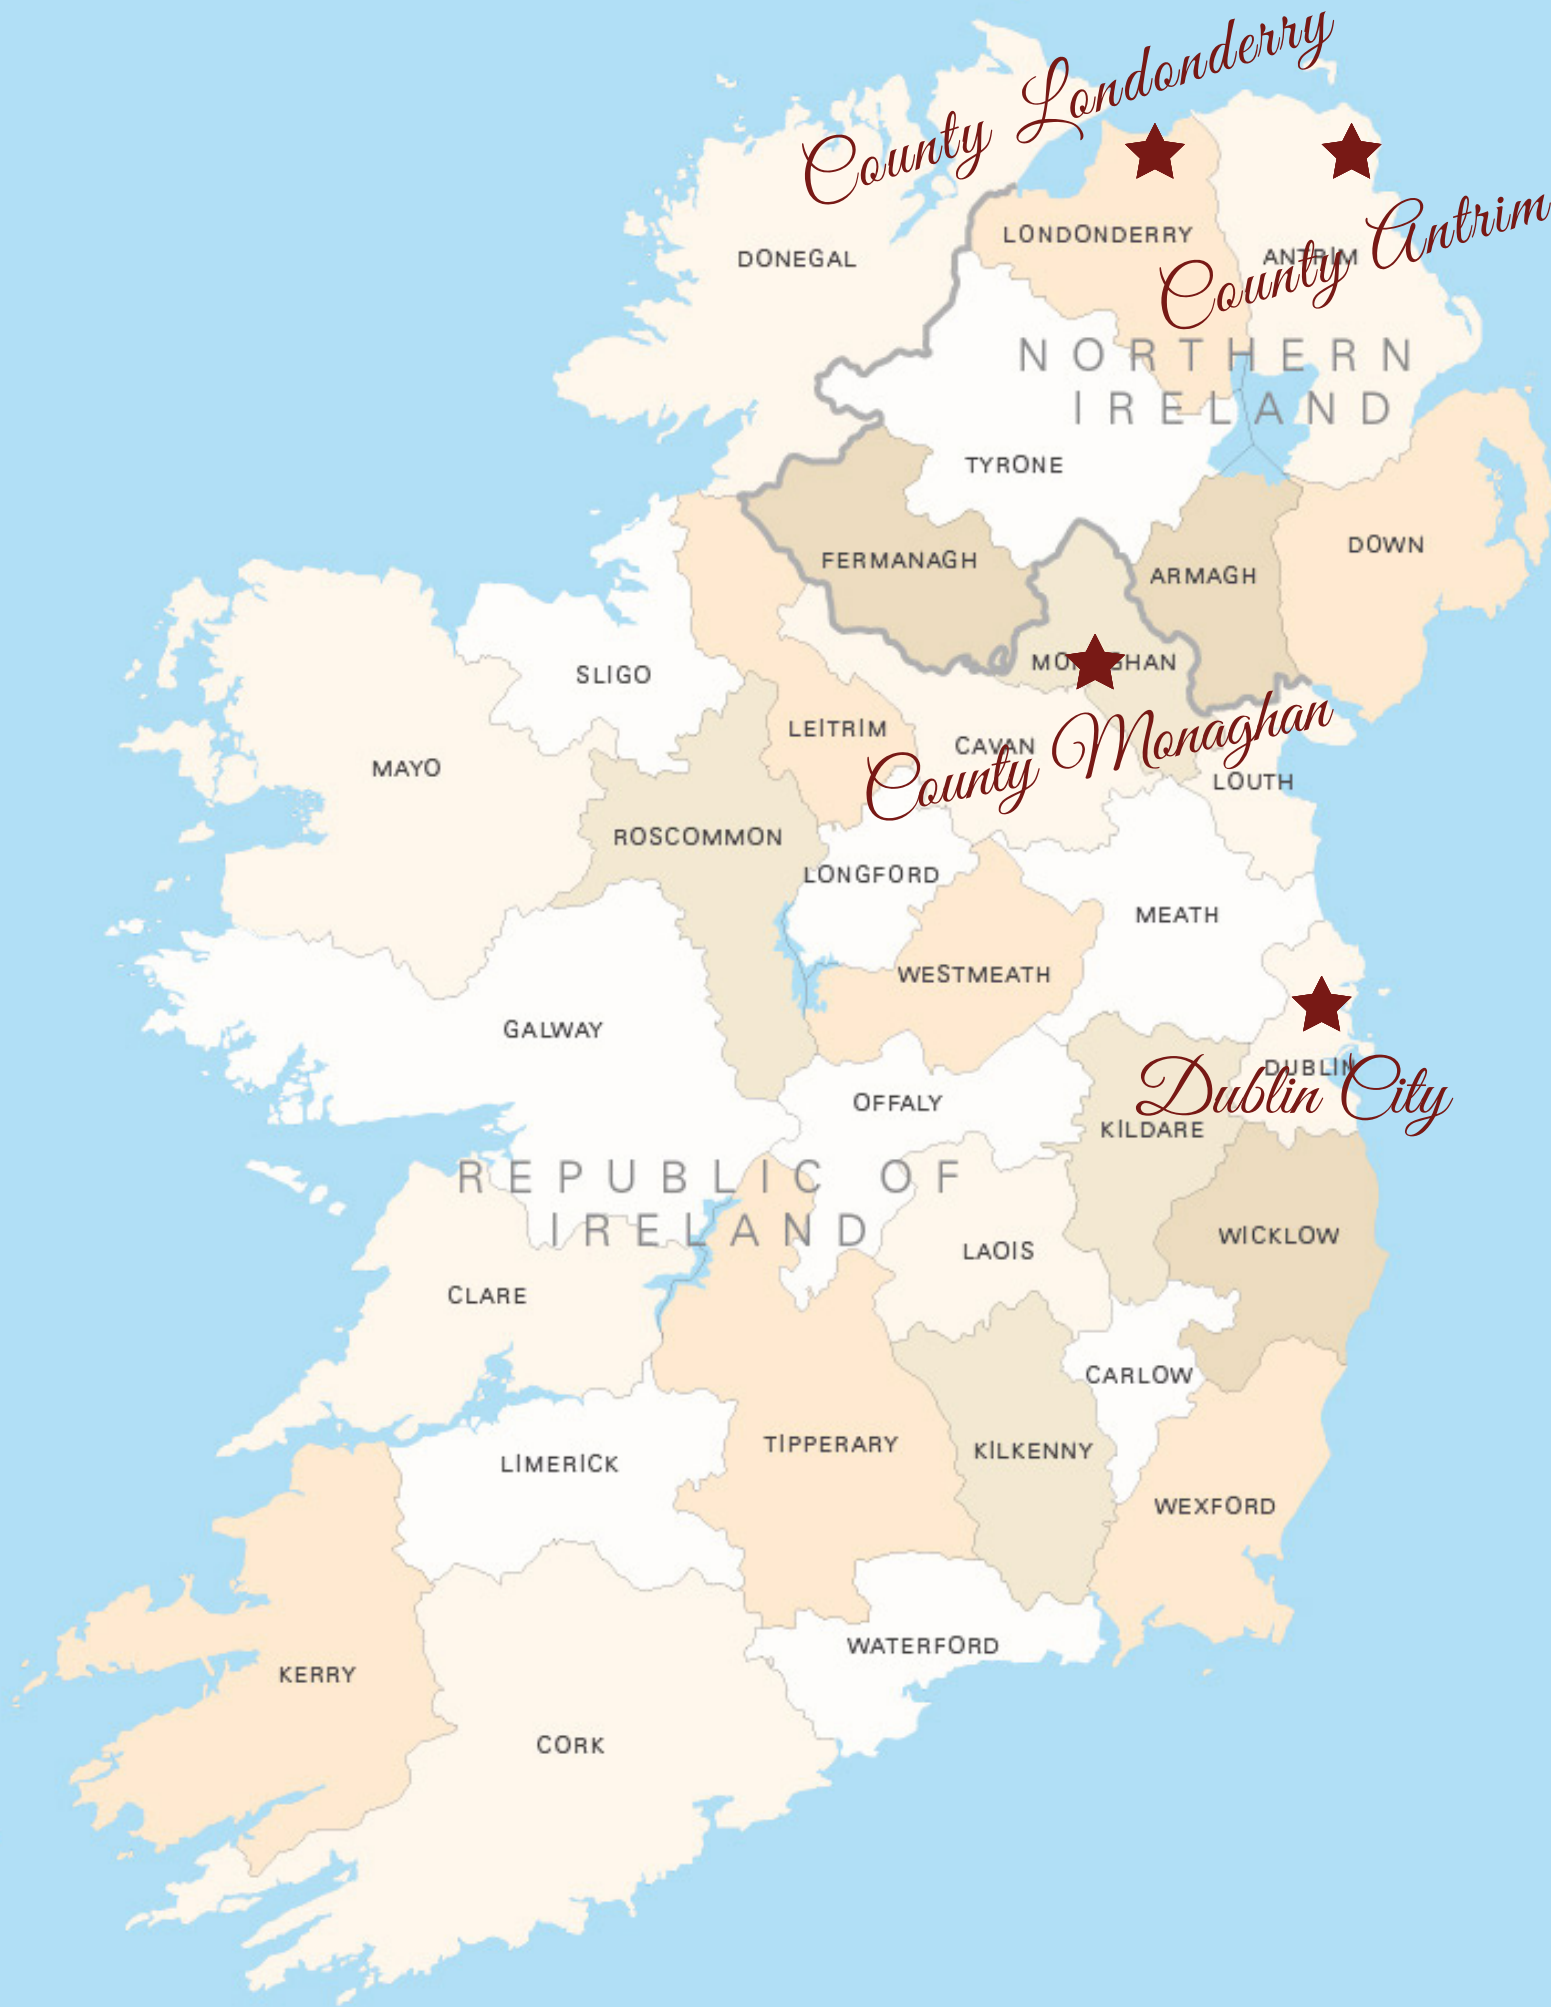 County Londonderry
LONDONDERRY
DONEGAL
ANTRIM
County Antrim
NORTHERN
IRELAND
TYRONE
DOWN
FERMANAGH
ARMAGH
MONAGHAN
SLIGO
LEITRIM
CAVAN
County Monaghan
MAYO
LOUTH
ROSCOMMON
LONGFORD
MEATH
WESTMEATH
GALWAY
DUBLIN
Dublin City
OFFALY
KILDARE
REPUBLIC OF
IRELAND
WICKLOW
LAOIS
CLARE
CARLOW
TIPPERARY
KILKENNY
LIMERICK
WEXFORD
WATERFORD
KERRY
CORK